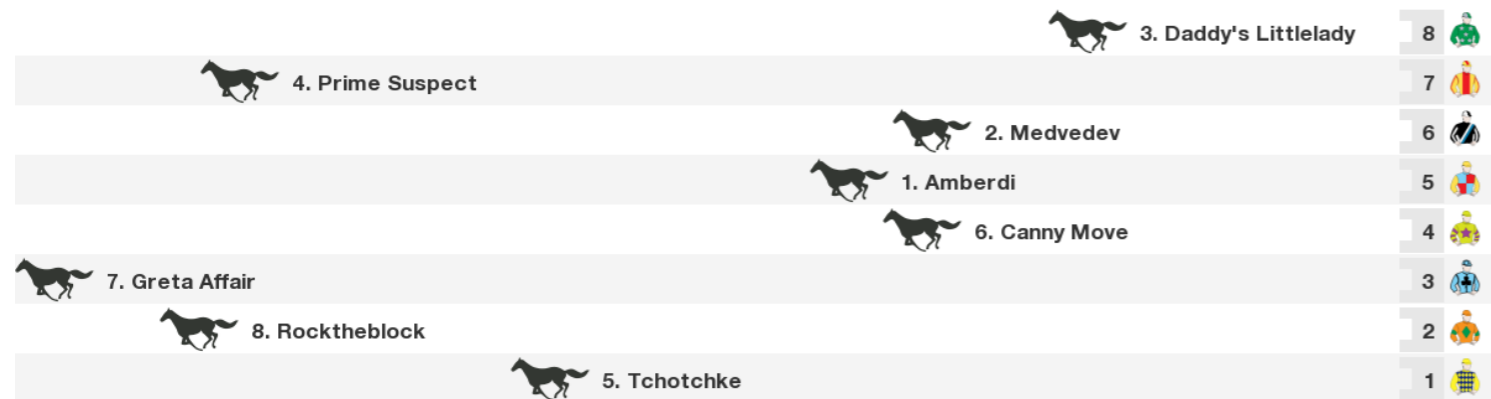 3. Daddy's Littlelady 8
4. Prime Suspect 7
2. Medvedev 6
1. Amberdi 5
6. Canny Move 4
7. Greta Affair 3
8. Rocktheblock 2
5. Tchotchke 1